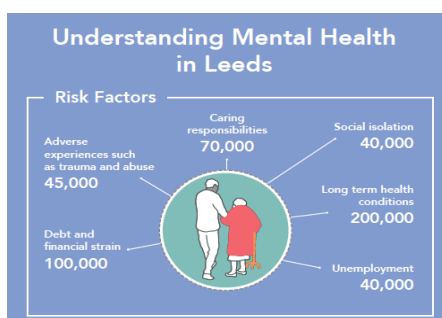 Understanding Mental Health
in Leeds
Risk Factors
Caring
responsibilities
70,000
Social isolation
40,000
Adverse
experiences such
as trauma and abuse
45,000
Long term health
conditions
200,000
Debt and
financial strain
100,000
Unemployment
40,000